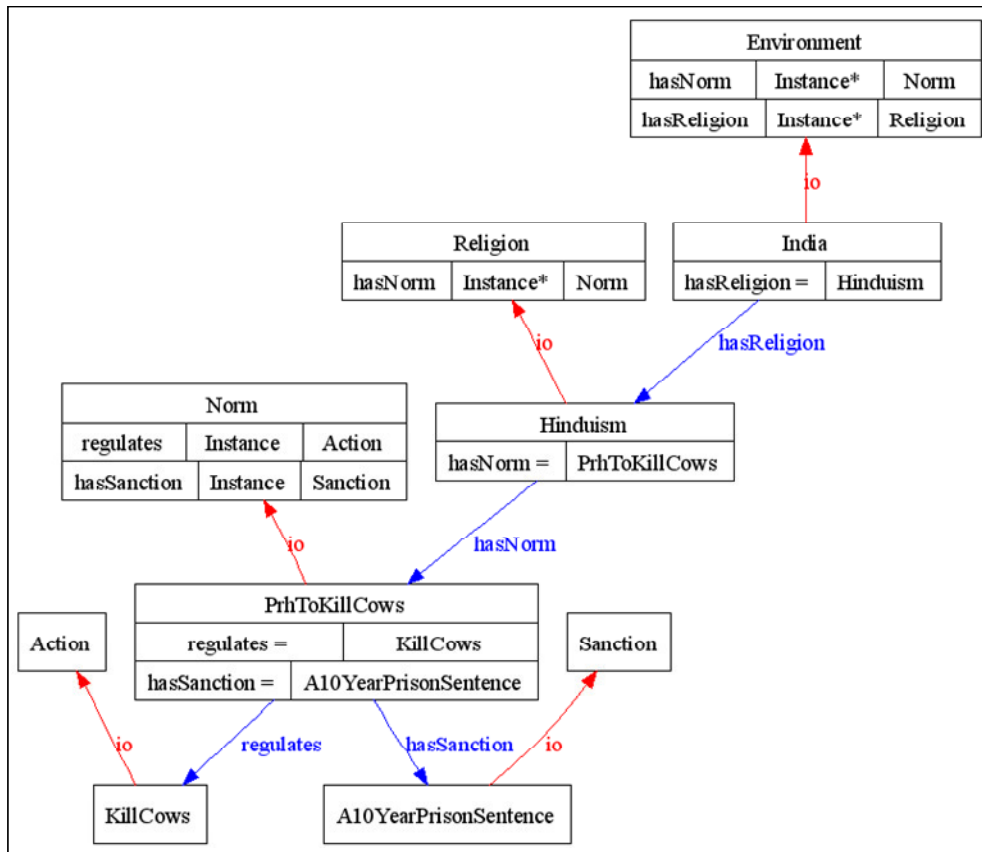 Environment
hasNorm Instance* Norm
hasReligion Instance* Religion
io
Religion
hasNorm Instance* Norm
India
hasReligion = Hinduism
io
hasReligion
Norm
regulates Instance Action
hasSanction Instance Sanction
Hinduism
hasNorm = PrhToKillCows
io
hasNorm
PrhToKillCows
regulates = KillCows
hasSanction = A10YearPrisonSentence
Action
Sanction
io
regulates
hasSanction
io
KillCows
A10YearPrisonSentence